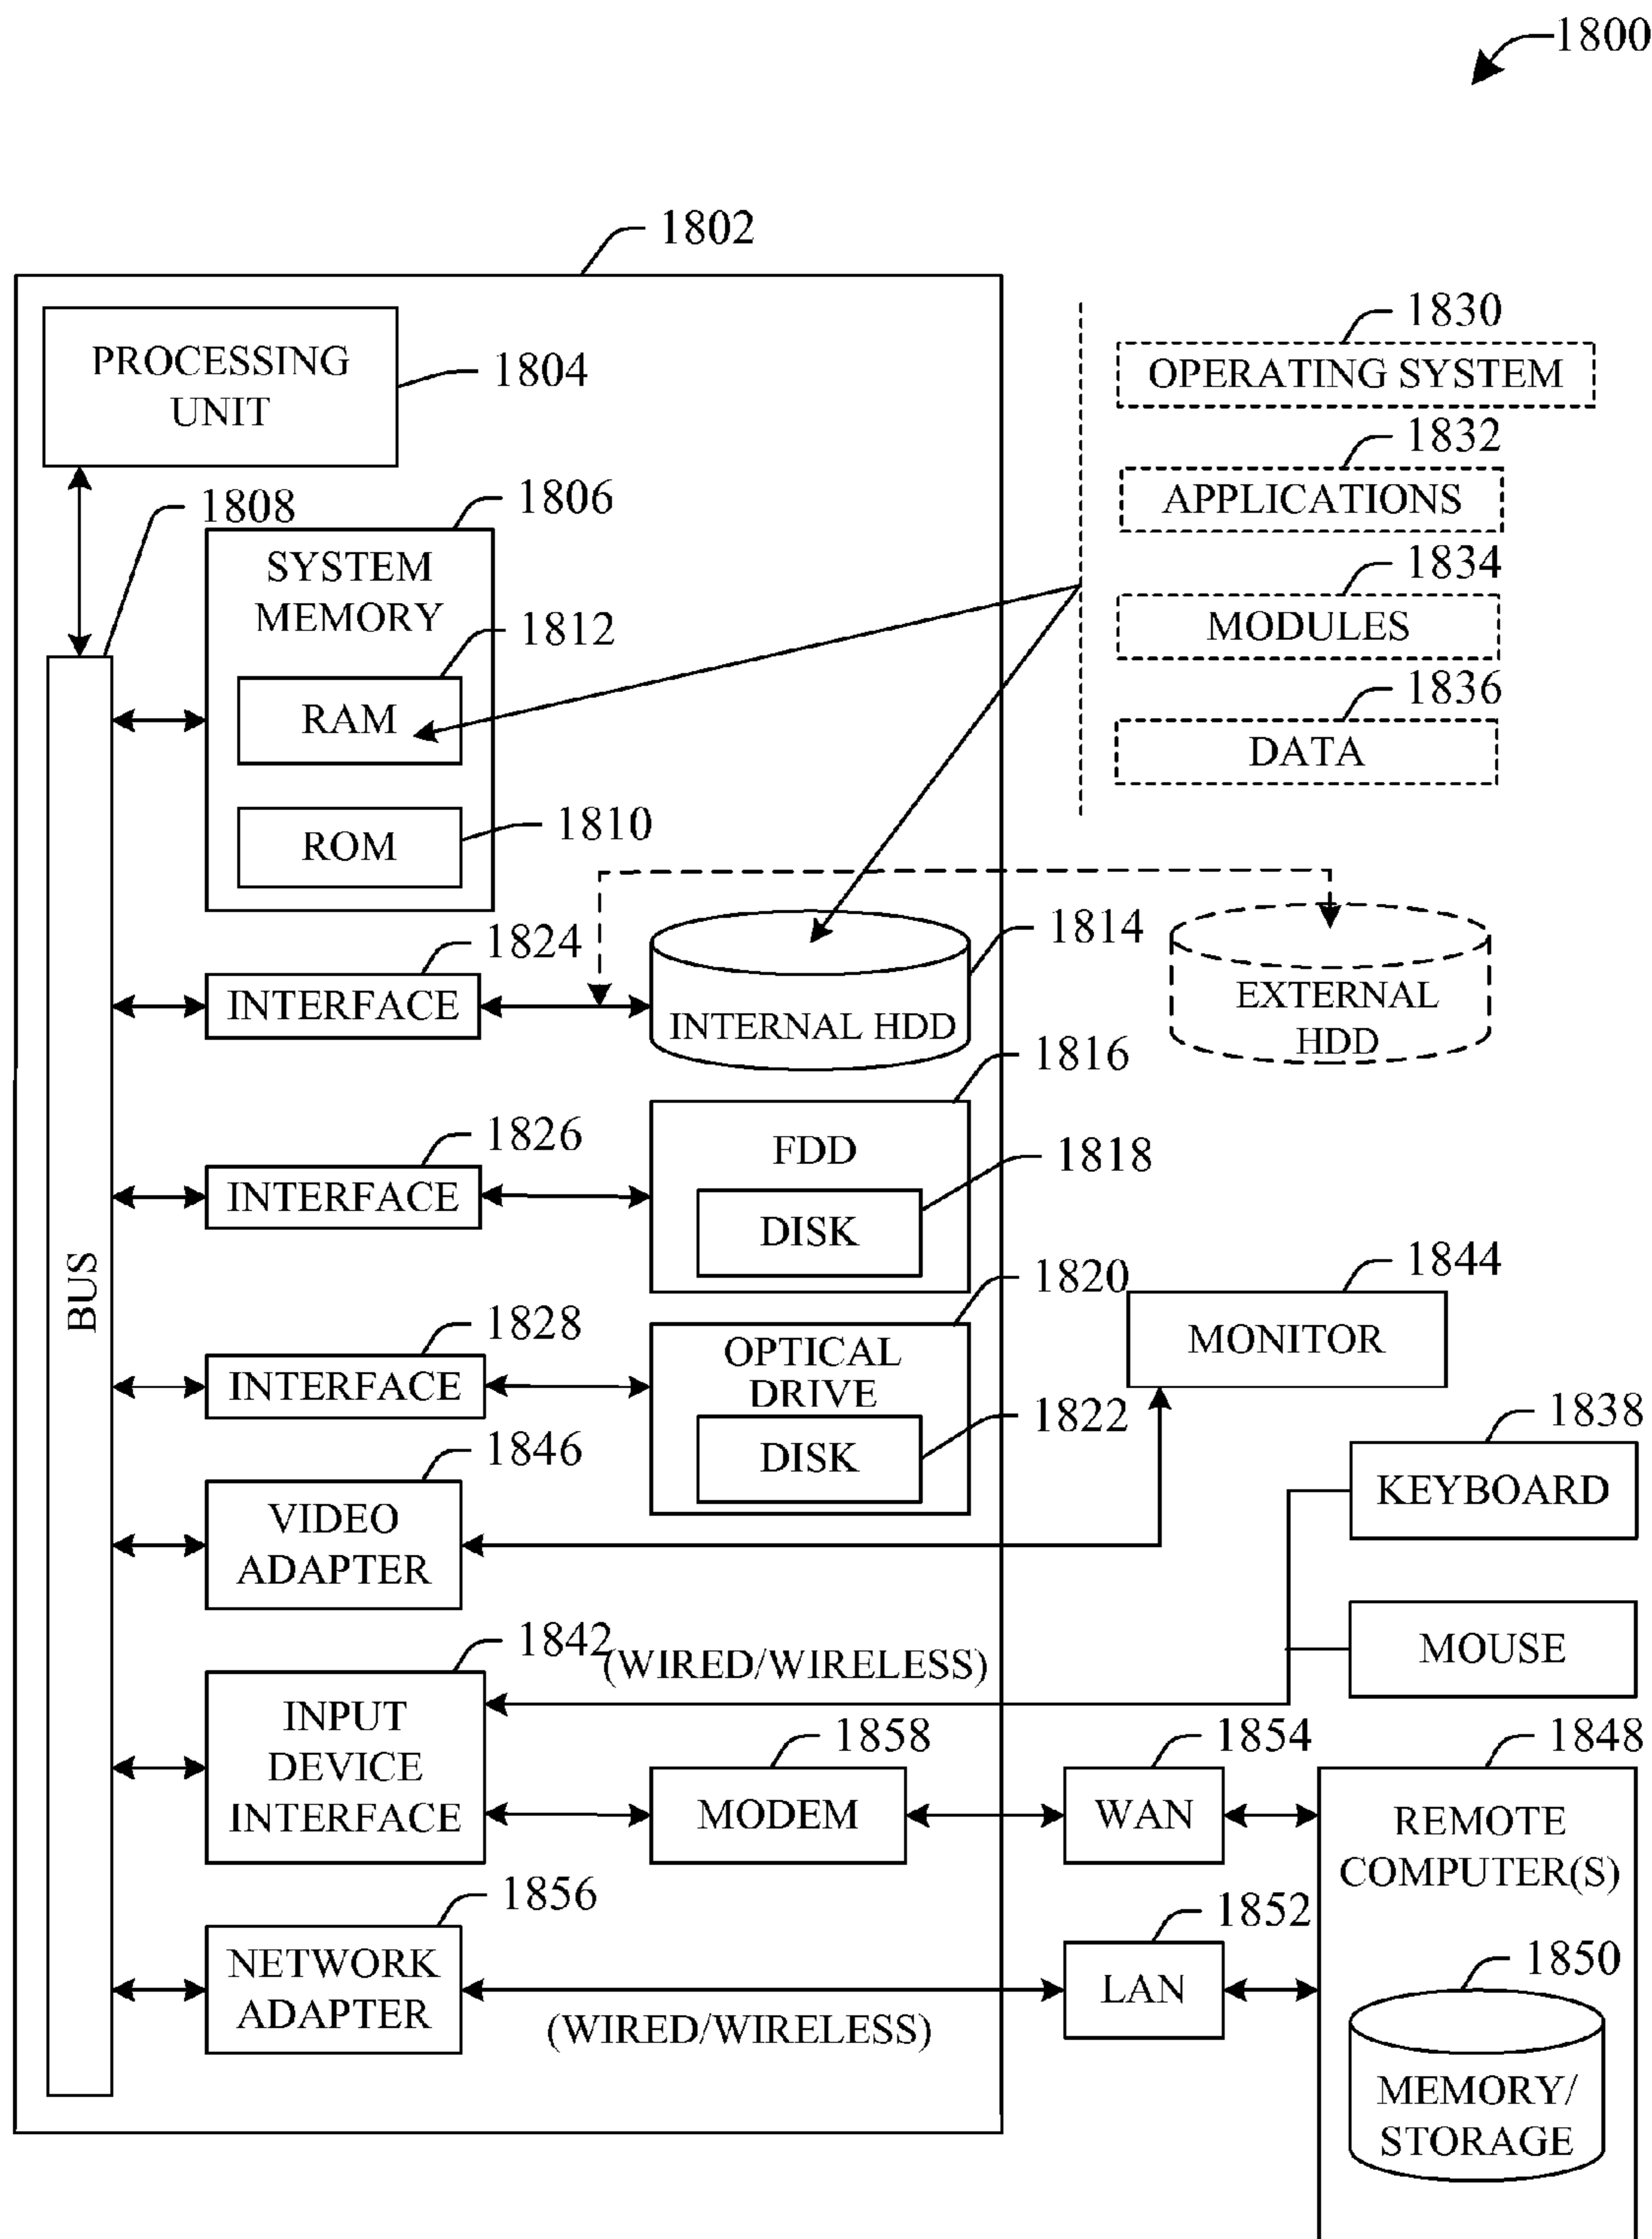 1800
1802
PROCESSING
UNIT
1804
1808
1806
SYSTEM
MEMORY
1812
RAM
ROM
1810
1830
OPERATING SYSTEM
1832
APPLICATIONS
1834
MODULES
1836
DATA
1824
INTERFACE
INTERNAL HDD
1814
EXTERNAL
HDD
1826
INTERFACE
1816
FDD
1818
DISK
BUS
1828
INTERFACE
1820
OPTICAL
DRIVE
1822
DISK
1844
MONITOR
1846
VIDEO
ADAPTER
1838
KEYBOARD
MOUSE
1842
(WIRED/WIRELESS)
INPUT
DEVICE
INTERFACE
1858
MODEM
1854
WAN
1848
REMOTE
COMPUTER(S)
1856
NETWORK
ADAPTER
(WIRED/WIRELESS)
1852
LAN
1850
MEMORY/
STORAGE